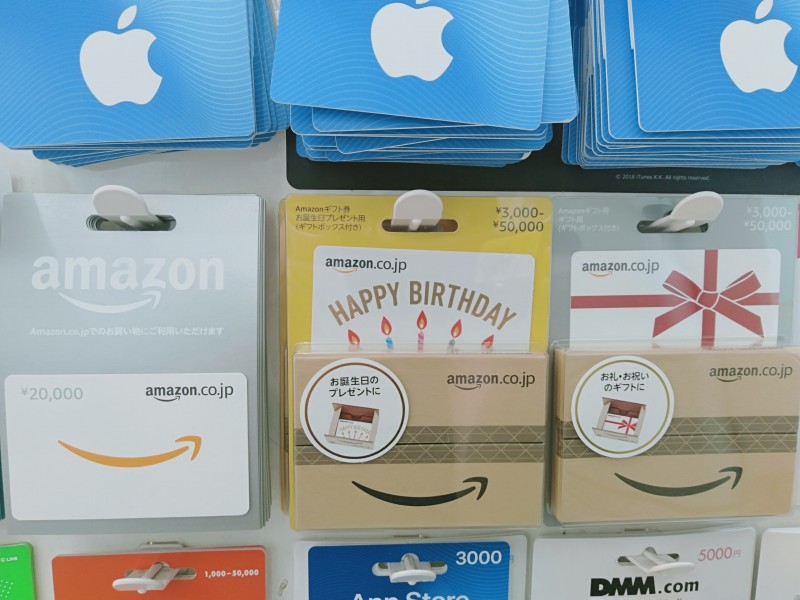 © 2018 iTunes K.K. All rights reserved.
amazon
Amazon.co.jpでのお買い物にご利用いただけます
¥20,000
amazon.co.jp
Amazonギフト券
お誕生日プレゼント用
(ギフトボックス付き)
¥3,000-
¥50,000
amazon.co.jp
HAPPY BIRTHDAY
お誕生日の
プレゼントに
HAPPY BIRTHDAY
amazon.co.jp
Amazonギフト券
ギフト用
(ギフトボックス付き)
¥3,000-
¥50,000
amazon.co.jp
お礼・お祝い
のギフトに
amazon.co.jp
LINE
1,000-50,000
3000
App Store
5000円
DMM.com